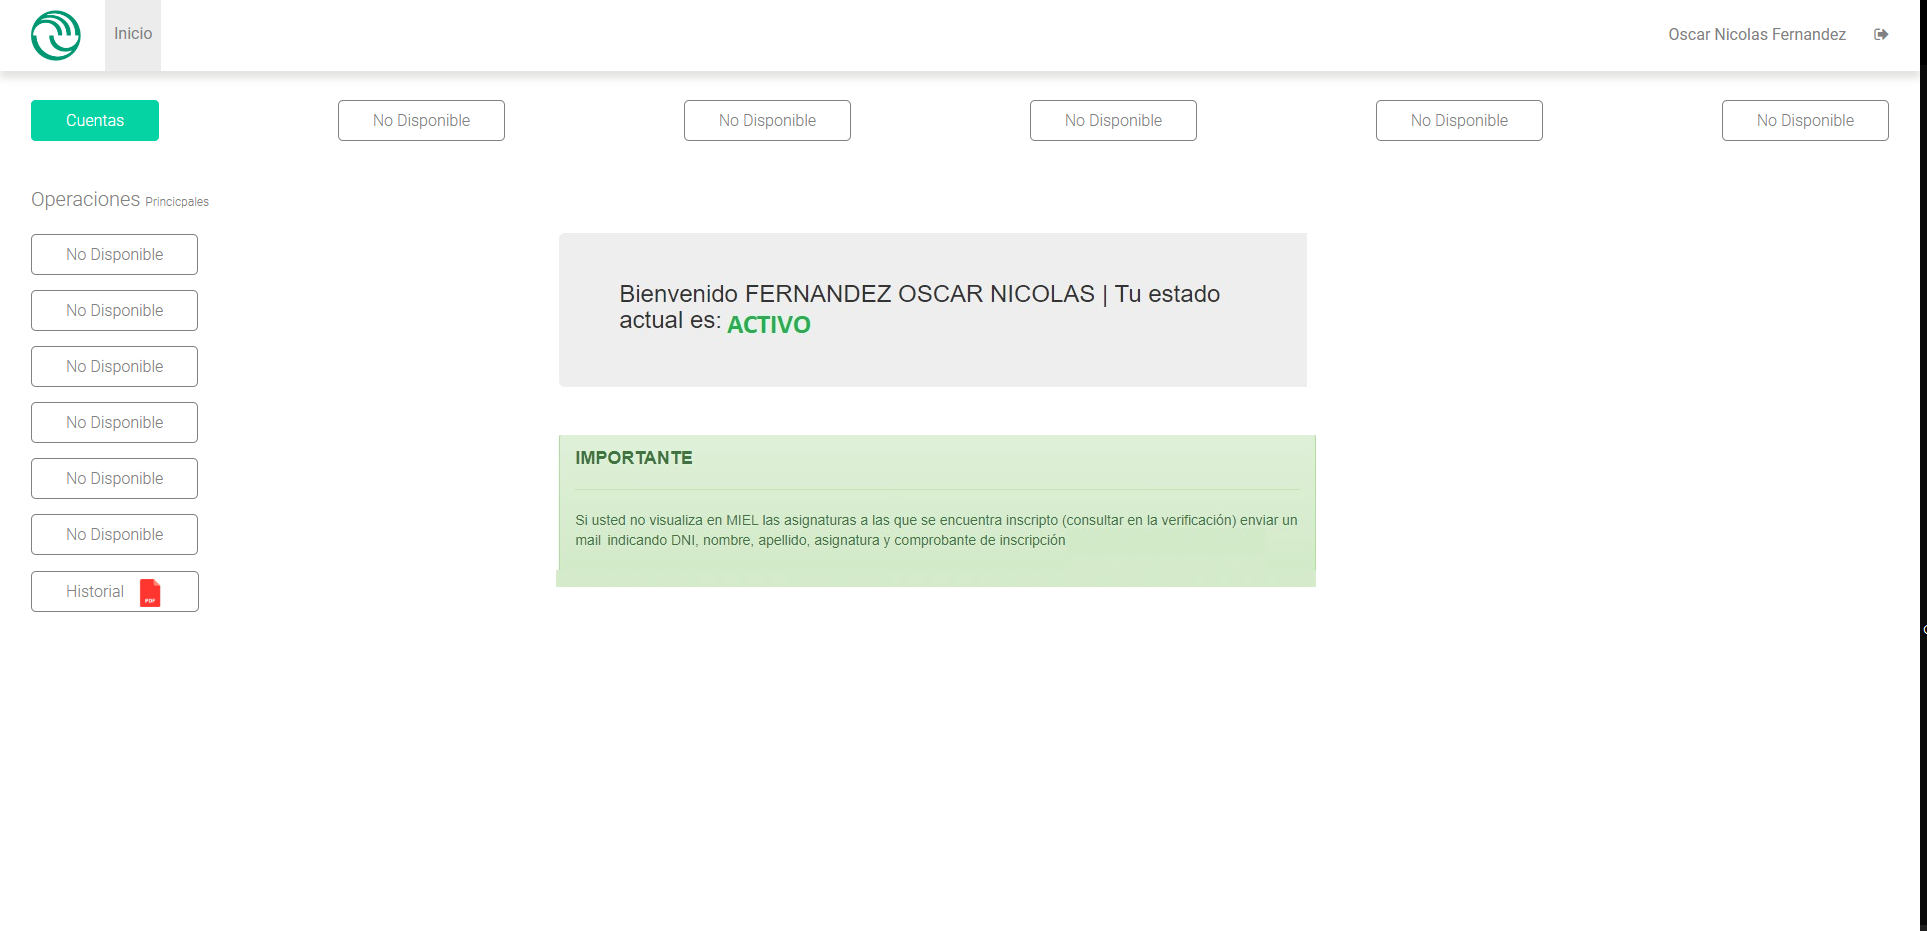 Inicio
Oscar Nicolas Fernandez
Cuentas
No Disponible
No Disponible
No Disponible
No Disponible
No Disponible
Operaciones Princicpales
No Disponible
No Disponible
No Disponible
No Disponible
No Disponible
No Disponible
Historial PDF
Bienvenido FERNANDEZ OSCAR NICOLAS | Tu estado
actual es: ACTIVO
IMPORTANTE
Si usted no visualiza en MIEL las asignaturas a las que se encuentra inscripto (consultar en la verificación) enviar un
mail indicando DNI, nombre, apellido, asignatura y comprobante de inscripción